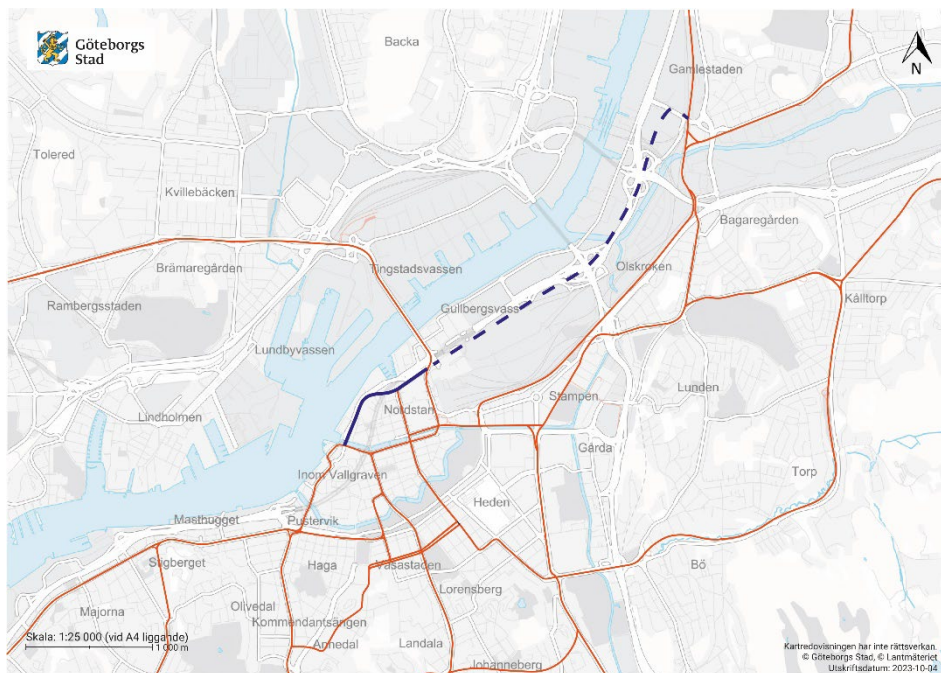 Göteborgs
Stad
Backa
Gamlestaden
N
Tolered
Kvillebäcken
Bagaregården
Brämaregården
Tingstadsvassen
Olskroken
Rambergsstaden
Gullbergsvass
Kålltorp
Lundbyvassen
Lunden
Stampen
Nordstan
Lindholmen
Gårda
Inom Vallgraven
Torp
Heden
Masthugget
Pustervik
Stigberget
Haga
Vasastaden
Bö
Lorensberg
Majorna
Olivedal
Kommendantsängen
Skala: 1:25 000 (vid A4 liggande)
1 000 m
Annedal
Landala
Johanneberg
Kartredovisningen har inte rättsverkan.
© Göteborgs Stad, © Lantmäteriet
Utskriftsdatum: 2023-10-04